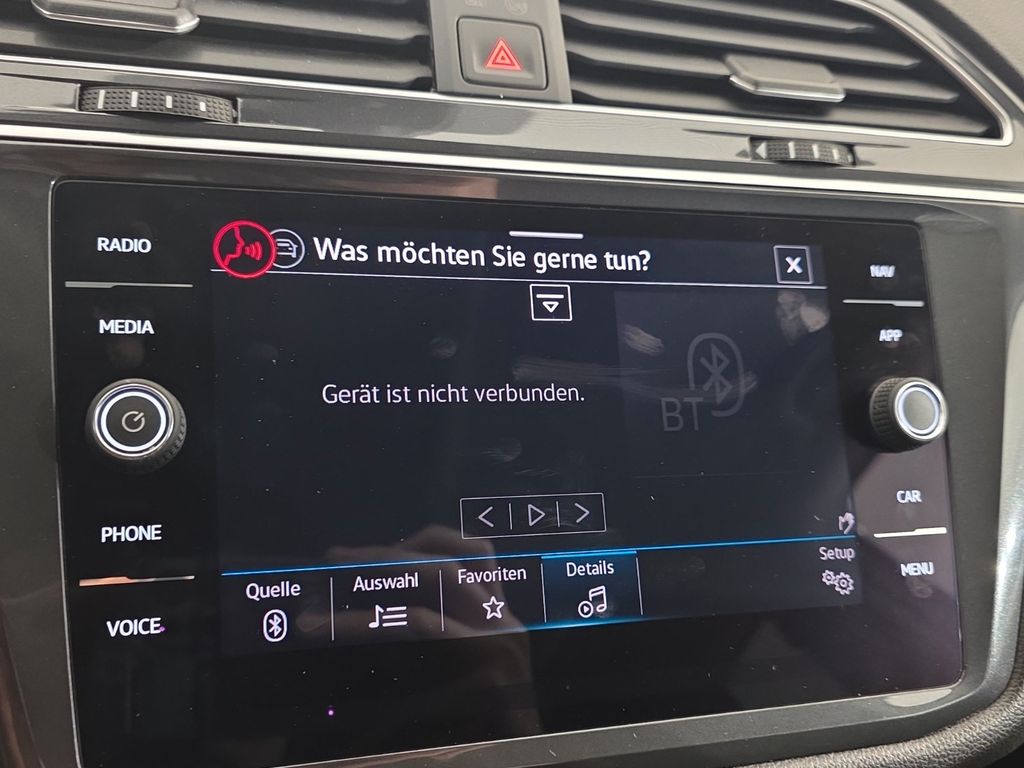 RADIO
MEDIA
PHONE
VOICE
Was möchten Sie gerne tun?
X
Gerät ist nicht verbunden.
BT
Quelle
Auswahl
Favoriten
Details
Setup
NAV
APP
CAR
MENU